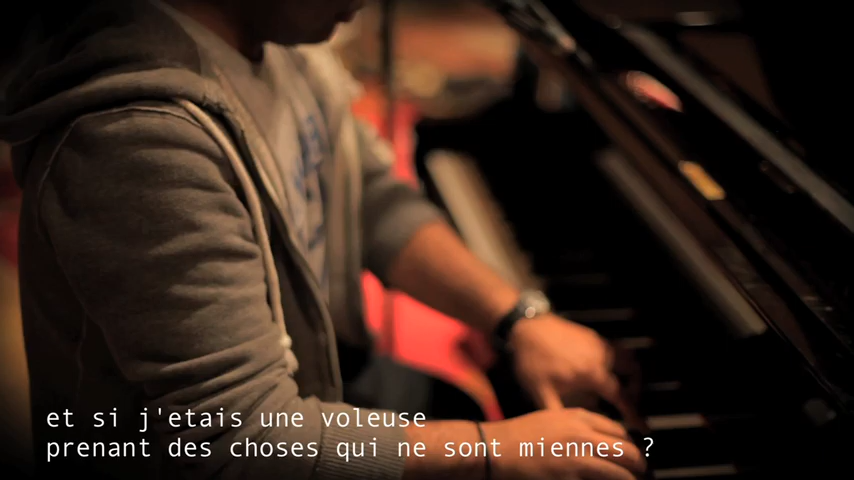 et si j'etais une voleuse
prenant des choses qui ne sont miennes ?